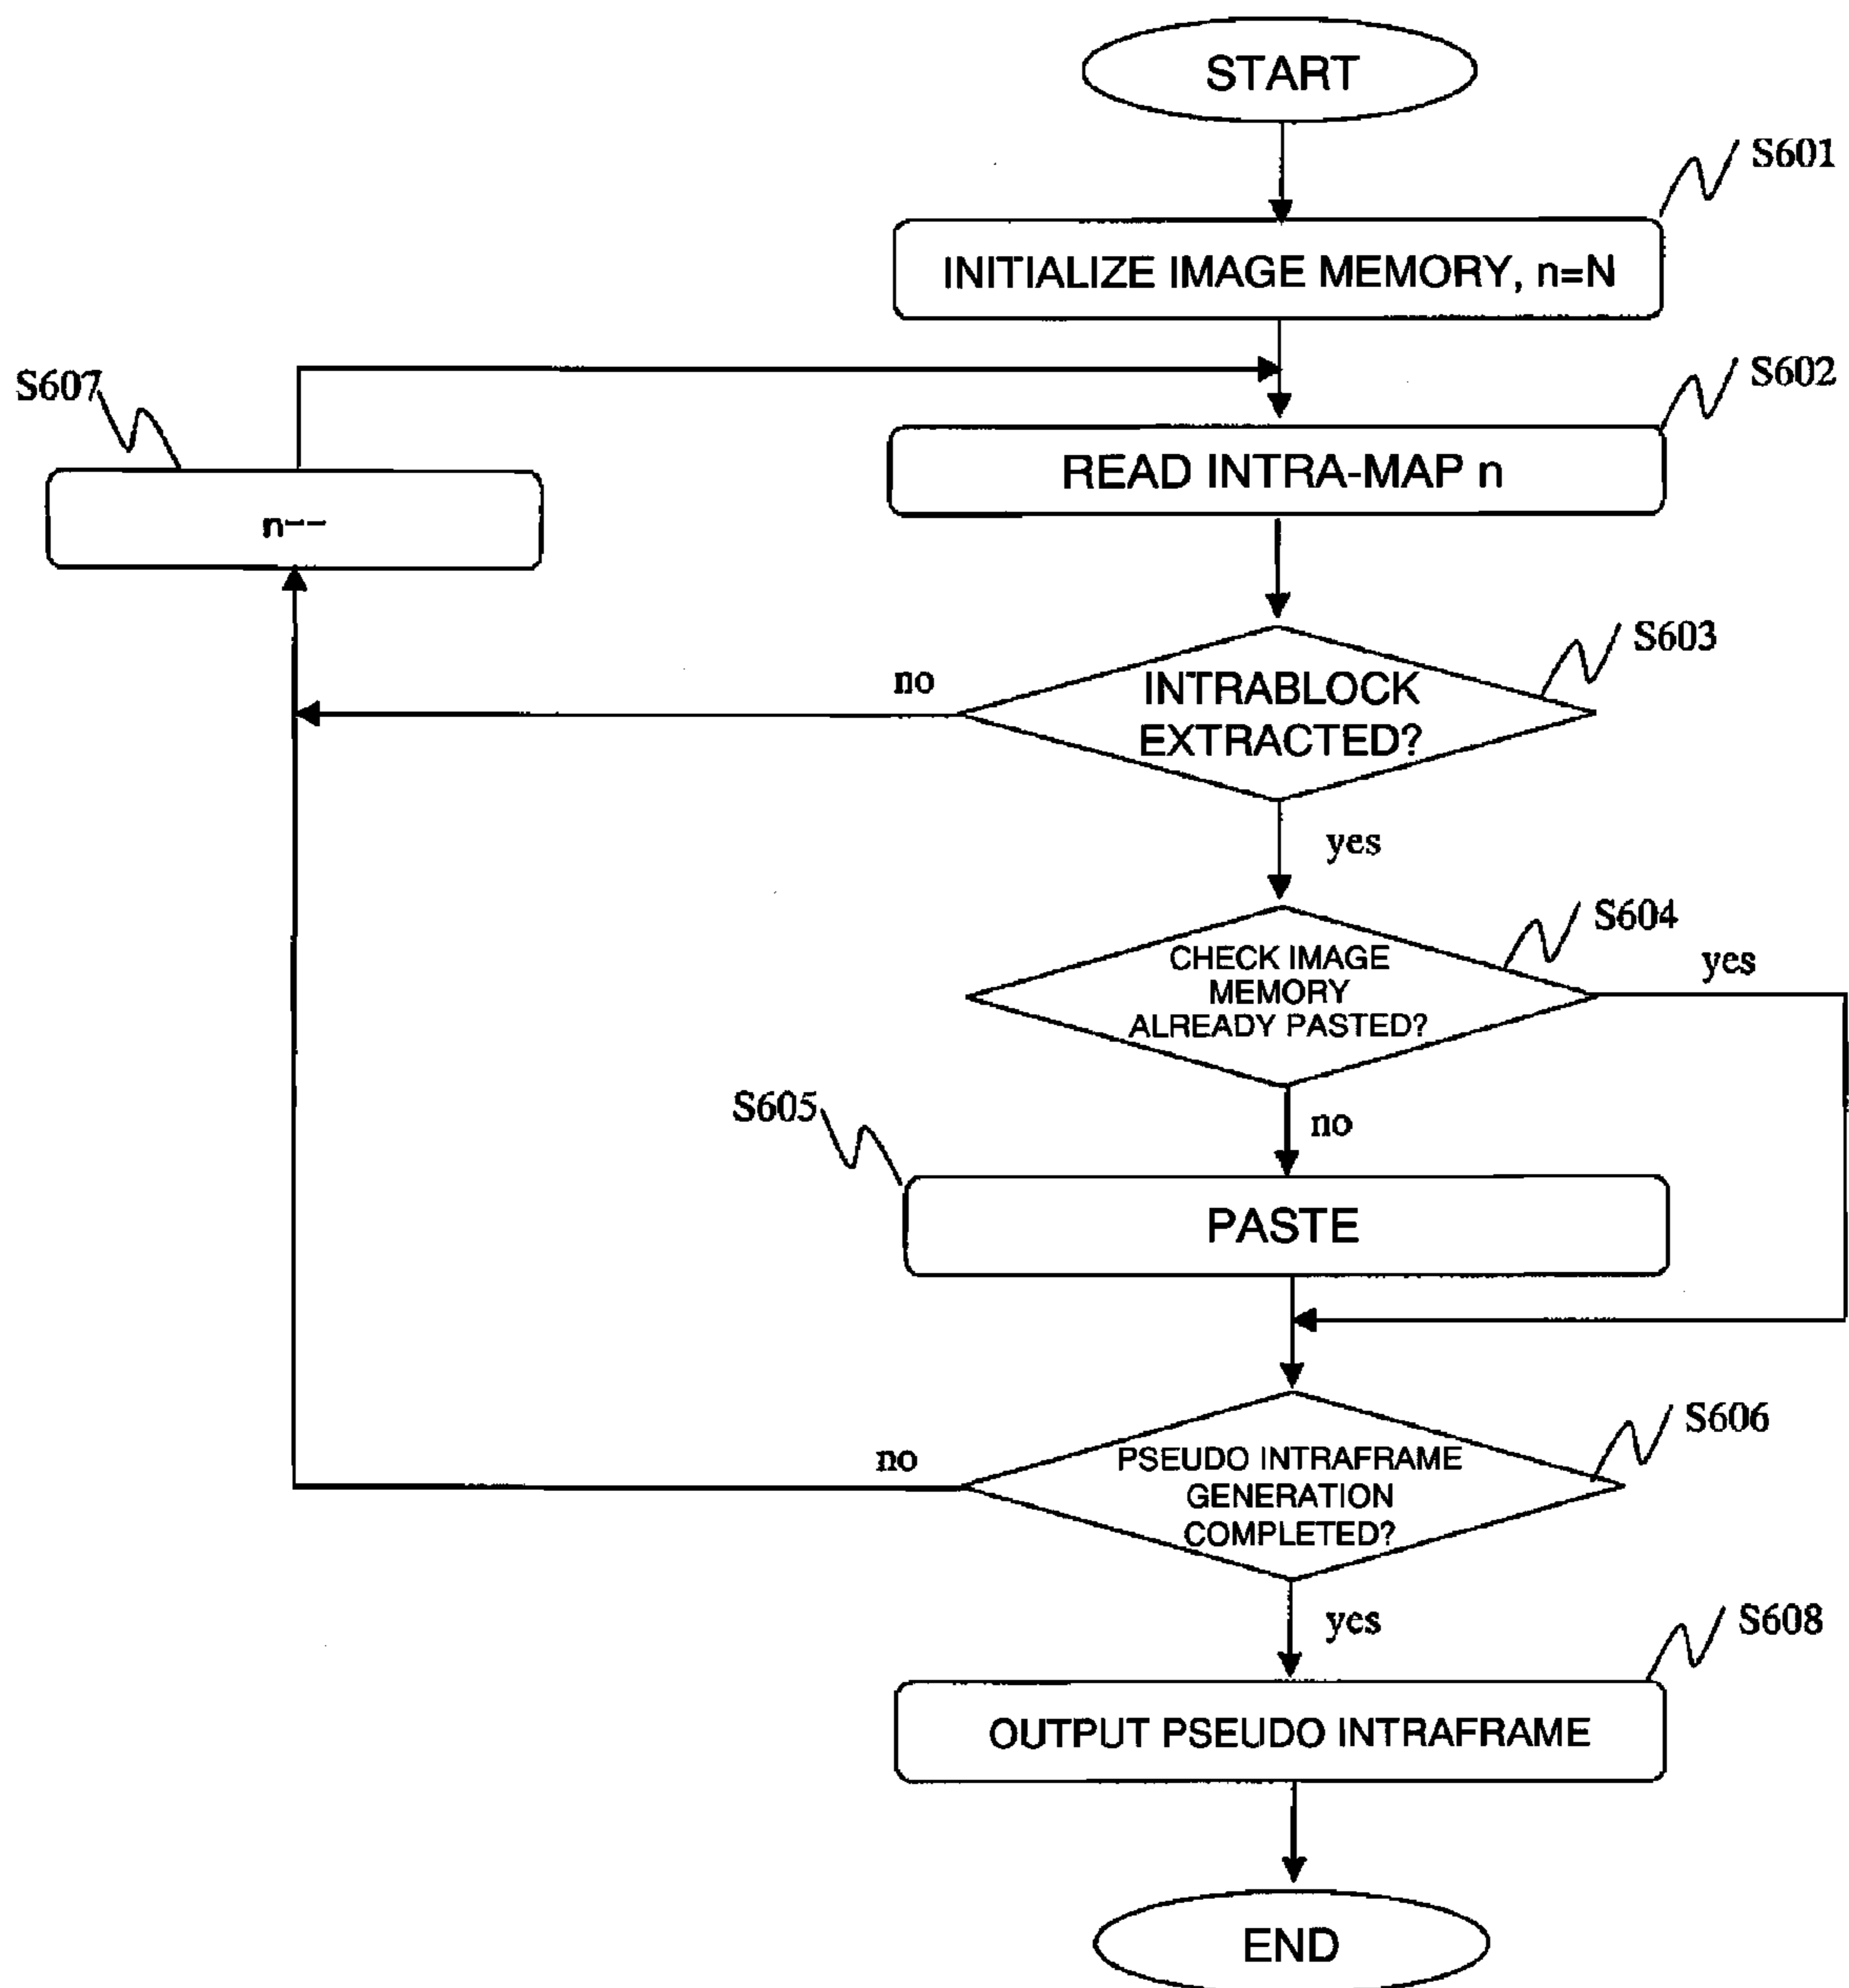 START
S601
INITIALIZE IMAGE MEMORY, n=N
S607
S602
READ INTRA-MAP n
n--
S603
no
INTRABLOCK
EXTRACTED?
yes
S604
CHECK IMAGE
MEMORY
ALREADY PASTED?
yes
S605
no
PASTE
S606
no
PSEUDO INTRAFRAME
GENERATION
COMPLETED?
yes
S608
OUTPUT PSEUDO INTRAFRAME
END